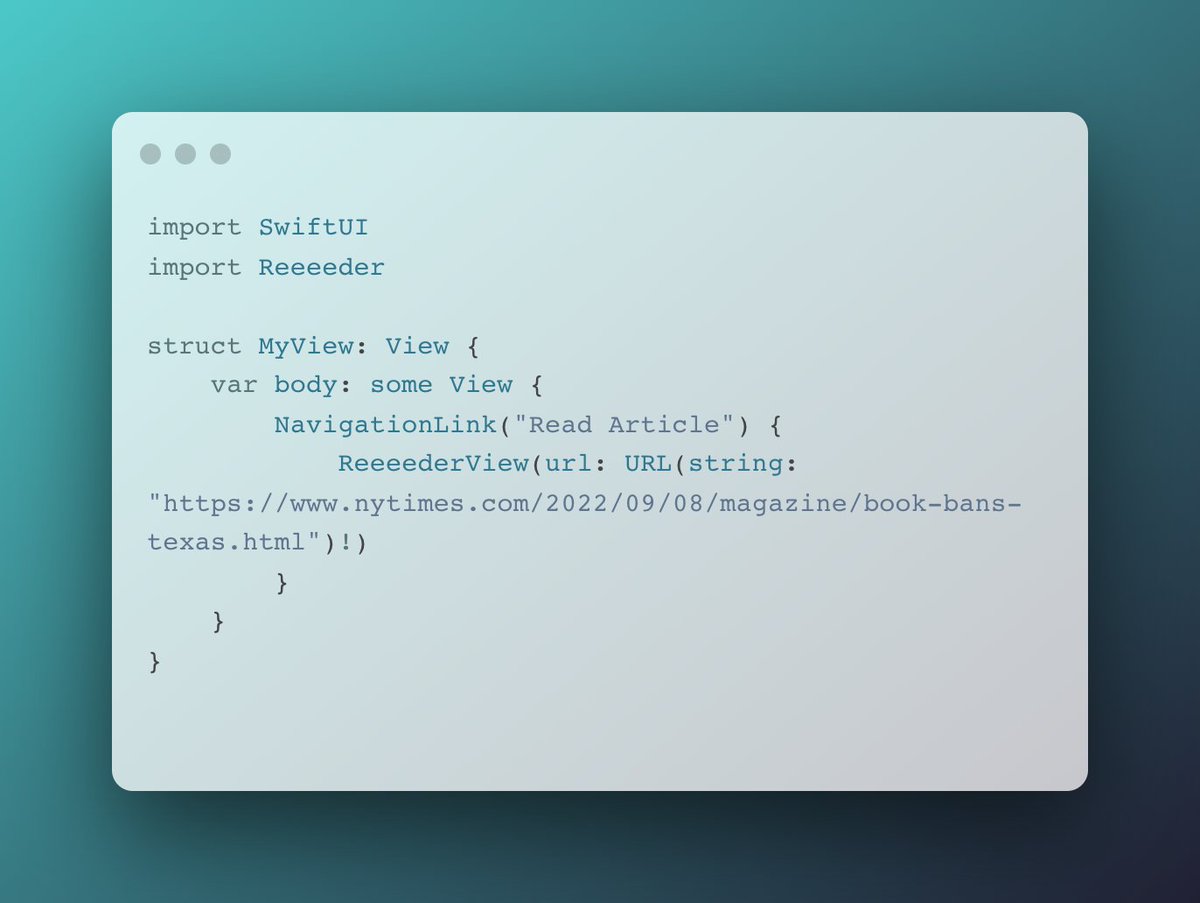 import SwiftUI
import Reeeeder

struct MyView: View {
    var body: some View {
        NavigationLink("Read Article") {
            ReeeederView(url: URL(string:
"https://www.nytimes.com/2022/09/08/magazine/book-bans-
texas.html")!)
        }
    }
}